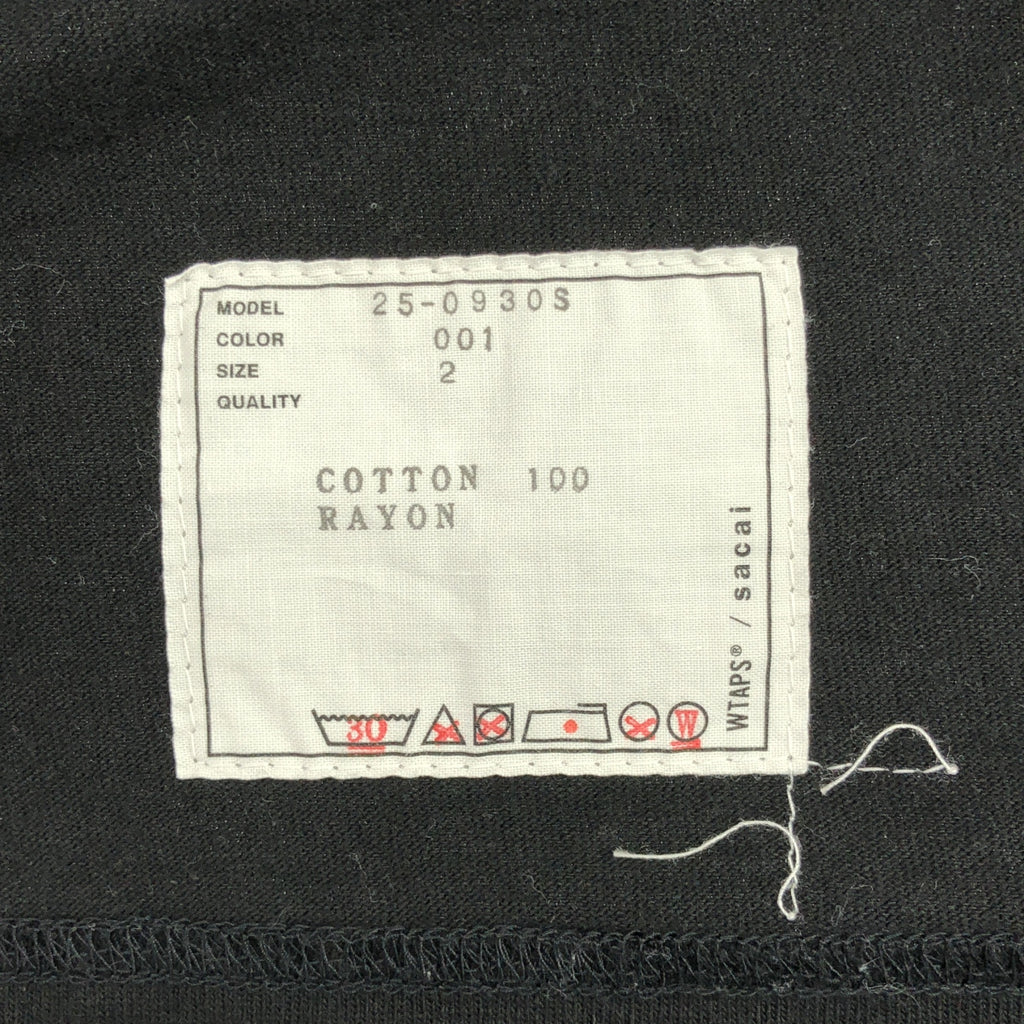 MODEL 25-0930S
COLOR 001
SIZE 2
QUALITY
COTTON 100
RAYON
WTAPS® / sacai
30
W